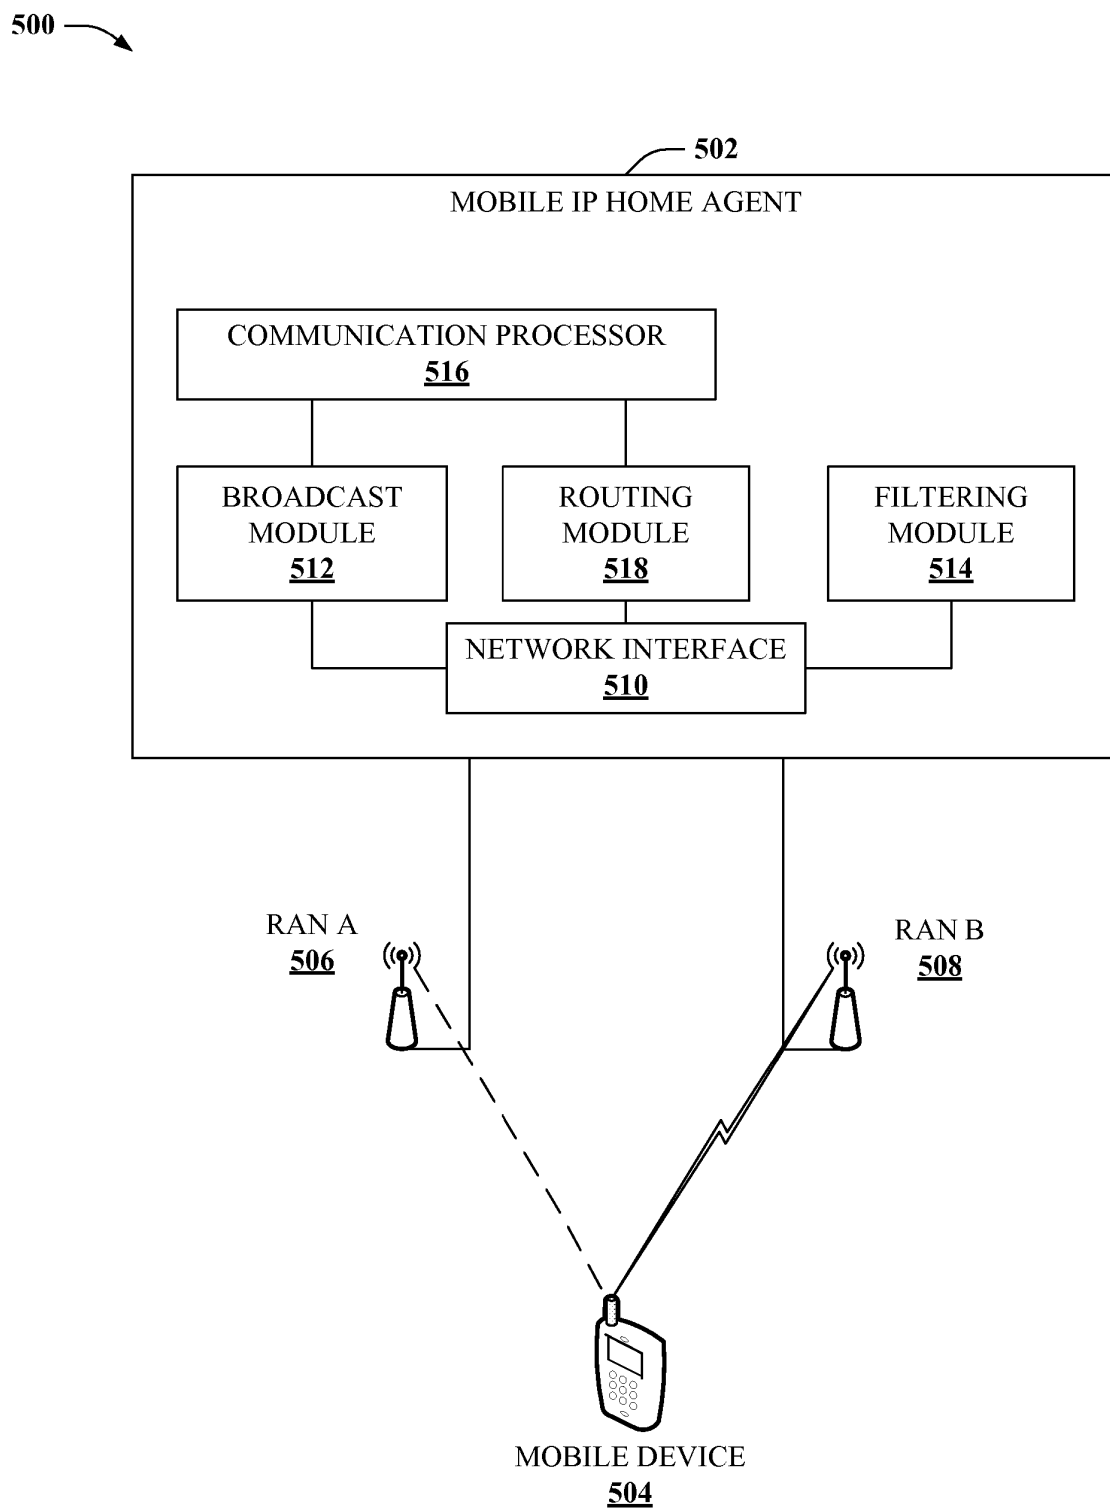 500
502
MOBILE IP HOME AGENT
COMMUNICATION PROCESSOR
516
BROADCAST
MODULE
512
ROUTING
MODULE
518
FILTERING
MODULE
514
NETWORK INTERFACE
510
RAN A
506
RAN B
508
MOBILE DEVICE
504